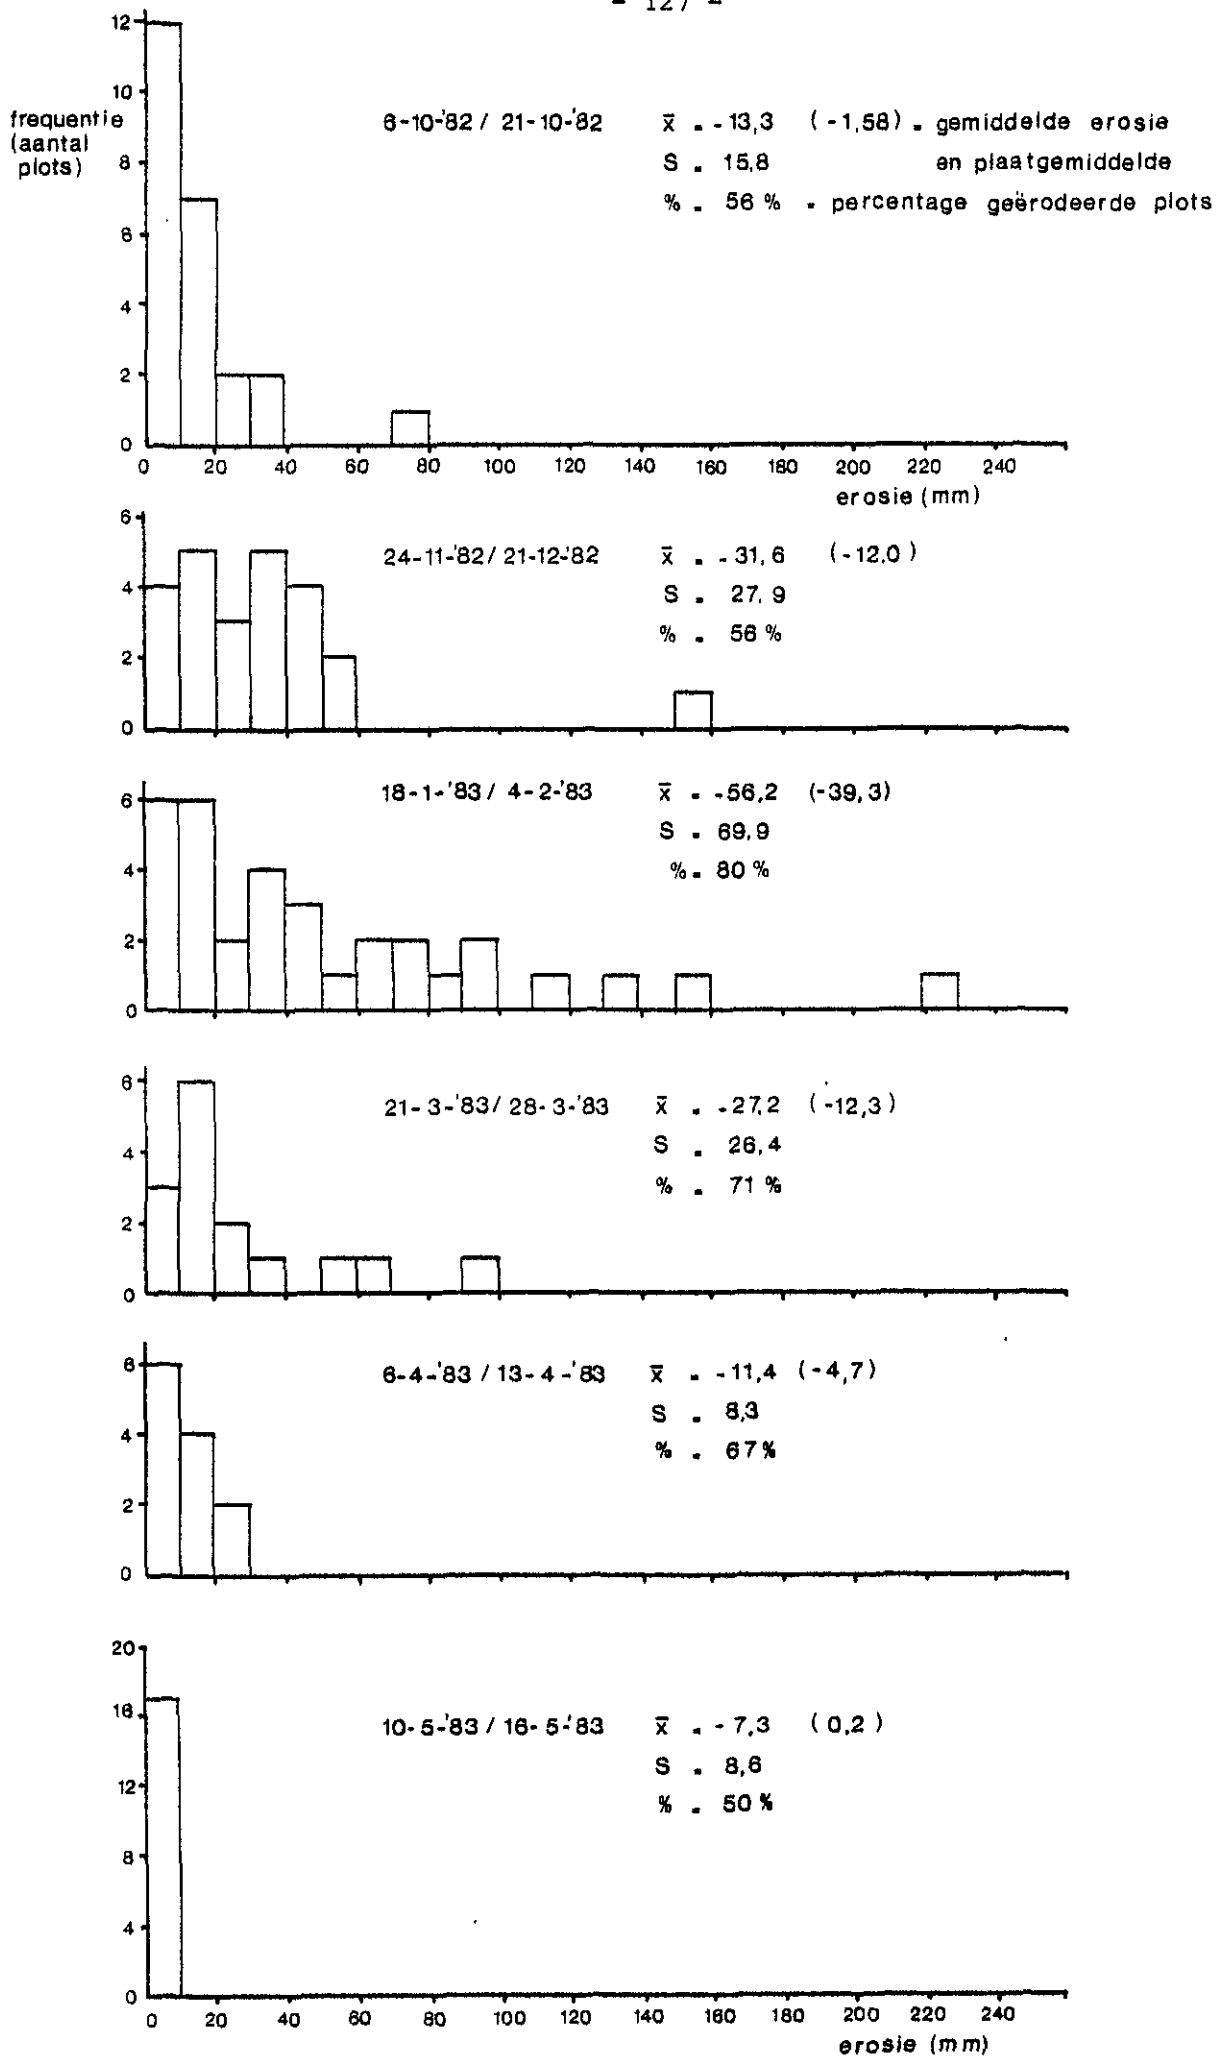 - 127 -
frequentie
(aantal
plots)
12
10
8
6
4
2
0
6-10-'82 / 21-10-'82
x̄ = -13,3 (-1,58) = gemiddelde erosie
S = 15,8 en plaatgemiddelde
% = 56 % = percentage geërodeerde plots
0 20 40 60 80 100 120 140 160 180 200 220 240
erosie (mm)
6
4
2
0
24-11-'82 / 21-12-'82
x̄ = -31,6 (-12,0)
S = 27,9
% = 56 %
6
4
2
0
18-1-'83 / 4-2-'83
x̄ = -56,2 (-39,3)
S = 69,9
% = 80 %
6
4
2
0
21-3-'83 / 28-3-'83
x̄ = -27,2 (-12,3)
S = 26,4
% = 71 %
6
4
2
0
6-4-'83 / 13-4-'83
x̄ = -11,4 (-4,7)
S = 8,3
% = 67 %
20
16
12
8
4
0
10-5-'83 / 16-5-'83
x̄ = -7,3 (0,2)
S = 8,6
% = 50 %
0 20 40 60 80 100 120 140 160 180 200 220 240
erosie (mm)